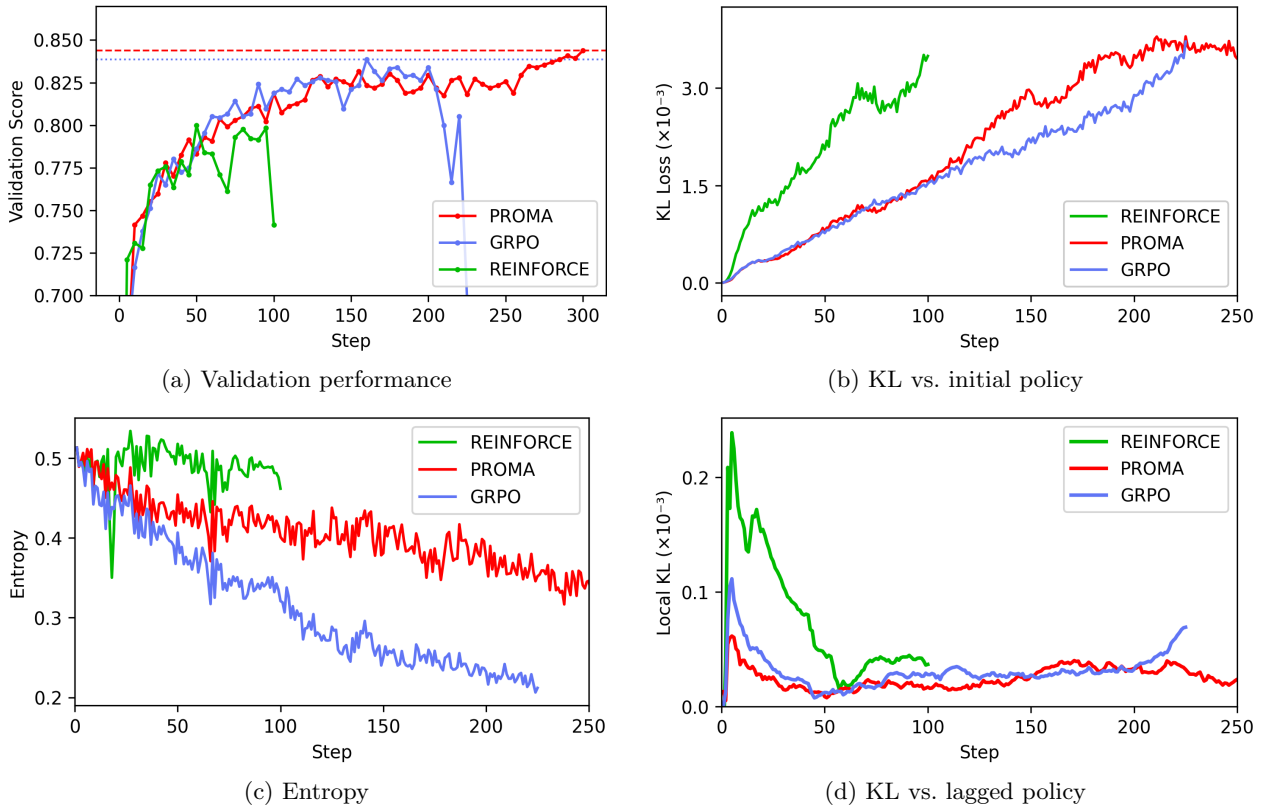 0.850
0.825
0.800
0.775
0.750
0.725
0.700
Validation Score
PROMA
GRPO
REINFORCE
0 50 100 150 200 250 300
Step
(a) Validation performance
3.0
1.5
0.0
KL Loss (×10⁻³)
REINFORCE
PROMA
GRPO
0 50 100 150 200 250
Step
(b) KL vs. initial policy
0.5
0.4
0.3
0.2
Entropy
REINFORCE
PROMA
GRPO
0 50 100 150 200 250
Step
(c) Entropy
0.2
0.1
0.0
Local KL (×10⁻³)
REINFORCE
PROMA
GRPO
0 50 100 150 200 250
Step
(d) KL vs. lagged policy